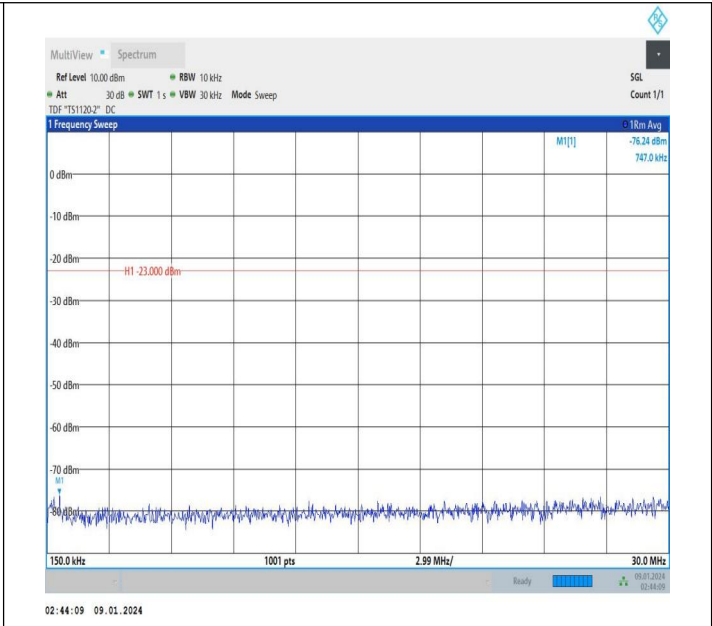 MultiView Spectrum
Ref Level 10.00 dBm RBW 10 kHz SGL
Att 30 dB SWT 1 s VBW 30 kHz Mode Sweep Count 1/1
TDF "TS1120-2" DC
1 Frequency Sweep 1Rm Avg
M1[1] -76.24 dBm
747.0 kHz
0 dBm
-10 dBm
-20 dBm
H1 -23.000 dBm
-30 dBm
-40 dBm
-50 dBm
-60 dBm
-70 dBm
M1
-80 dBm
150.0 kHz 1001 pts 2.99 MHz/ 30.0 MHz
Ready 09.01.2024
02:44:09
02:44:09 09.01.2024